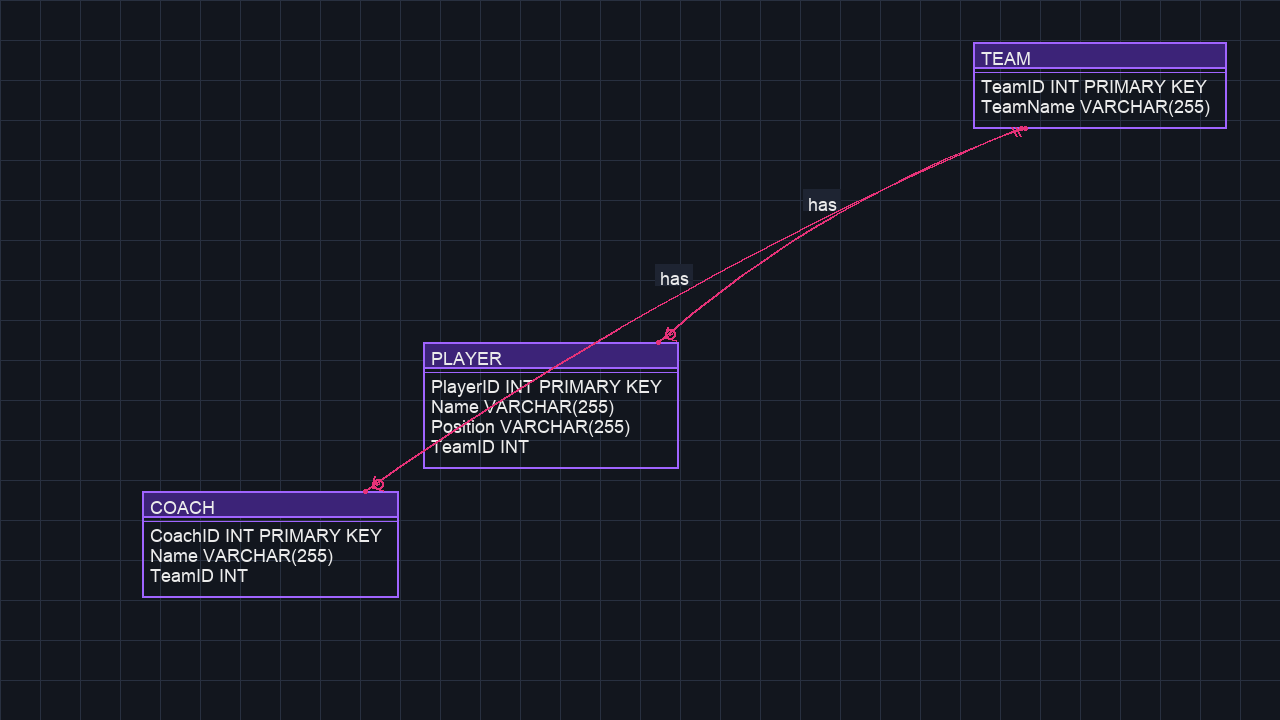 TEAM
TeamID INT PRIMARY KEY
TeamName VARCHAR(255)
has
has
PLAYER
PlayerID INT PRIMARY KEY
Name VARCHAR(255)
Position VARCHAR(255)
TeamID INT
COACH
CoachID INT PRIMARY KEY
Name VARCHAR(255)
TeamID INT